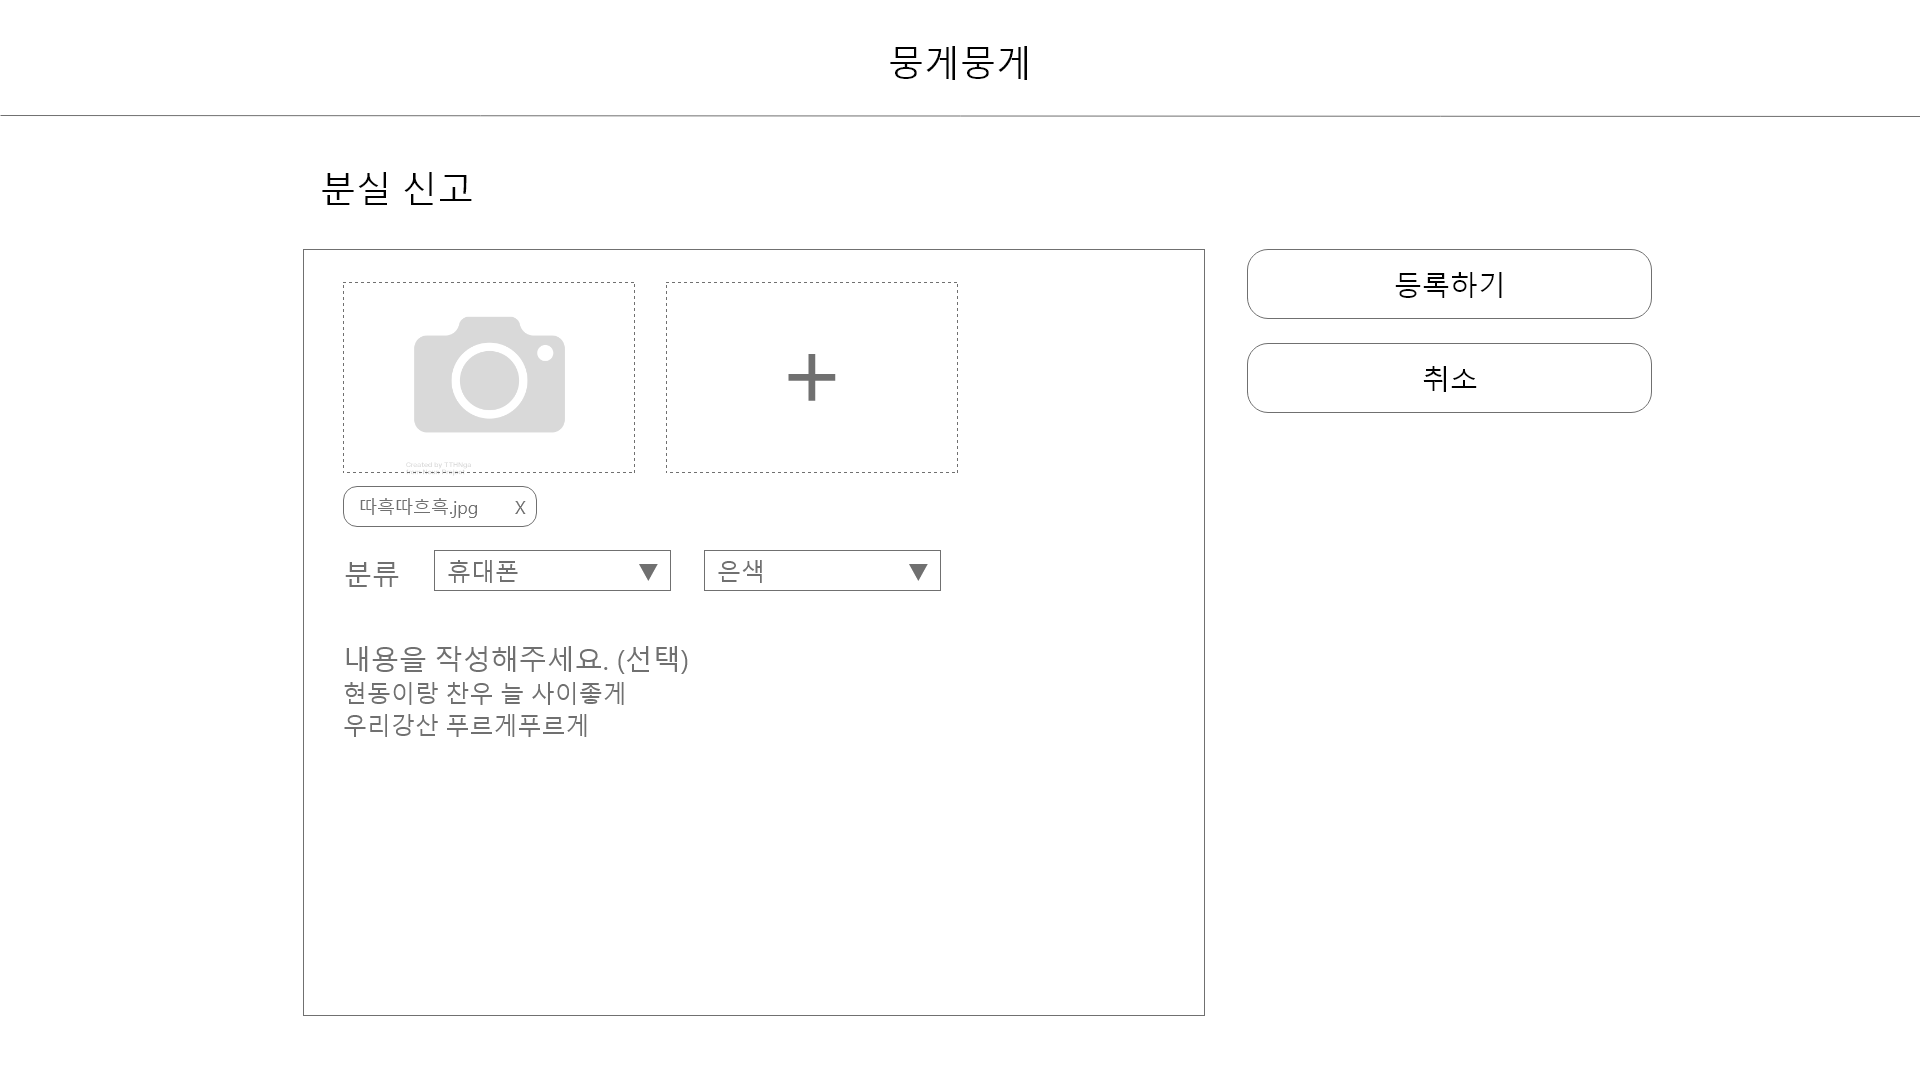 뭉게뭉게
분실 신고
등록하기
취소
Created by TTHNga
따흑따흐흑.jpg X
분류 휴대폰 ▼ 은색 ▼
내용을 작성해주세요. (선택)
현동이랑 찬우 늘 사이좋게
우리강산 푸르게푸르게